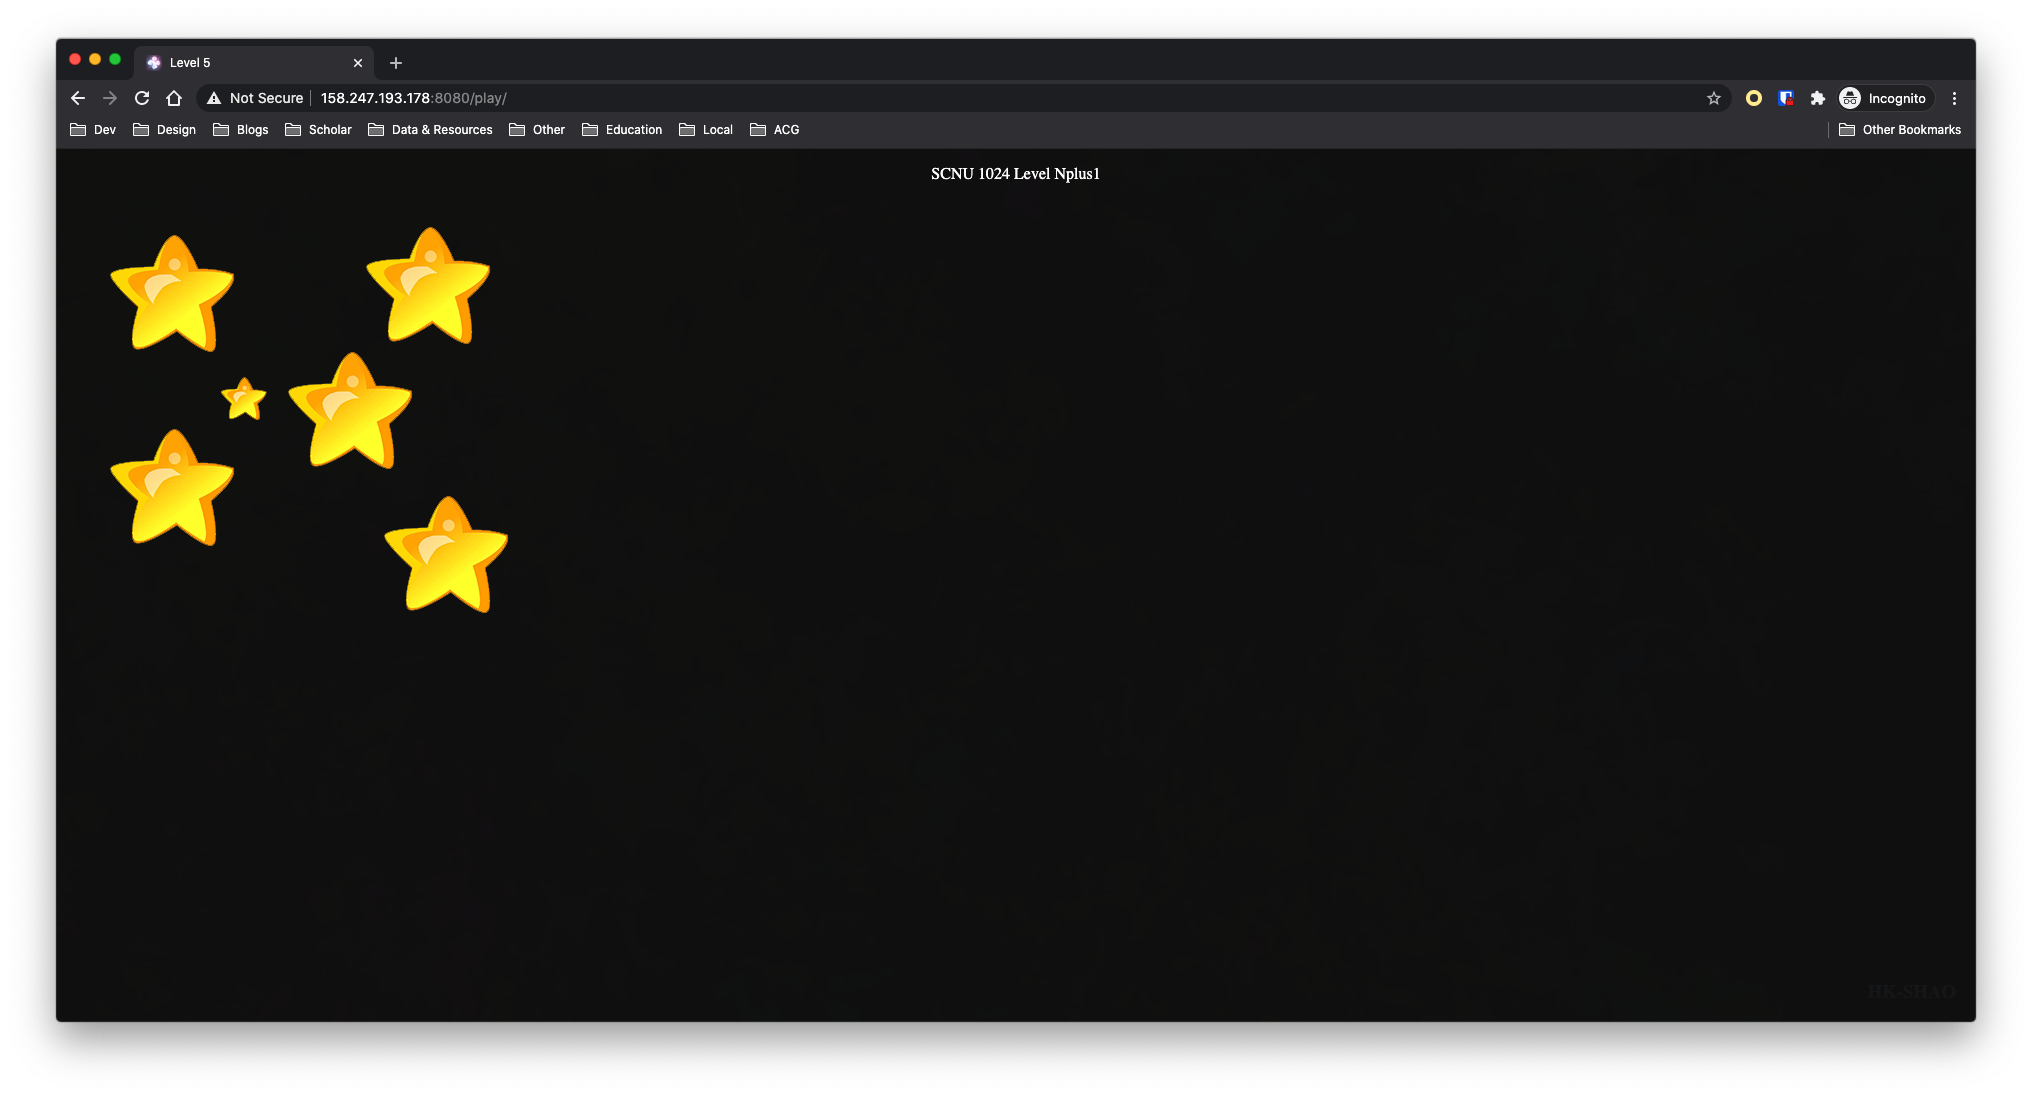 Level 5
Not Secure 158.247.193.178:8080/play/ Incognito
Dev Design Blogs Scholar Data & Resources Other Education Local ACG Other Bookmarks
SCNU 1024 Level Nplus1
HK-SHAO